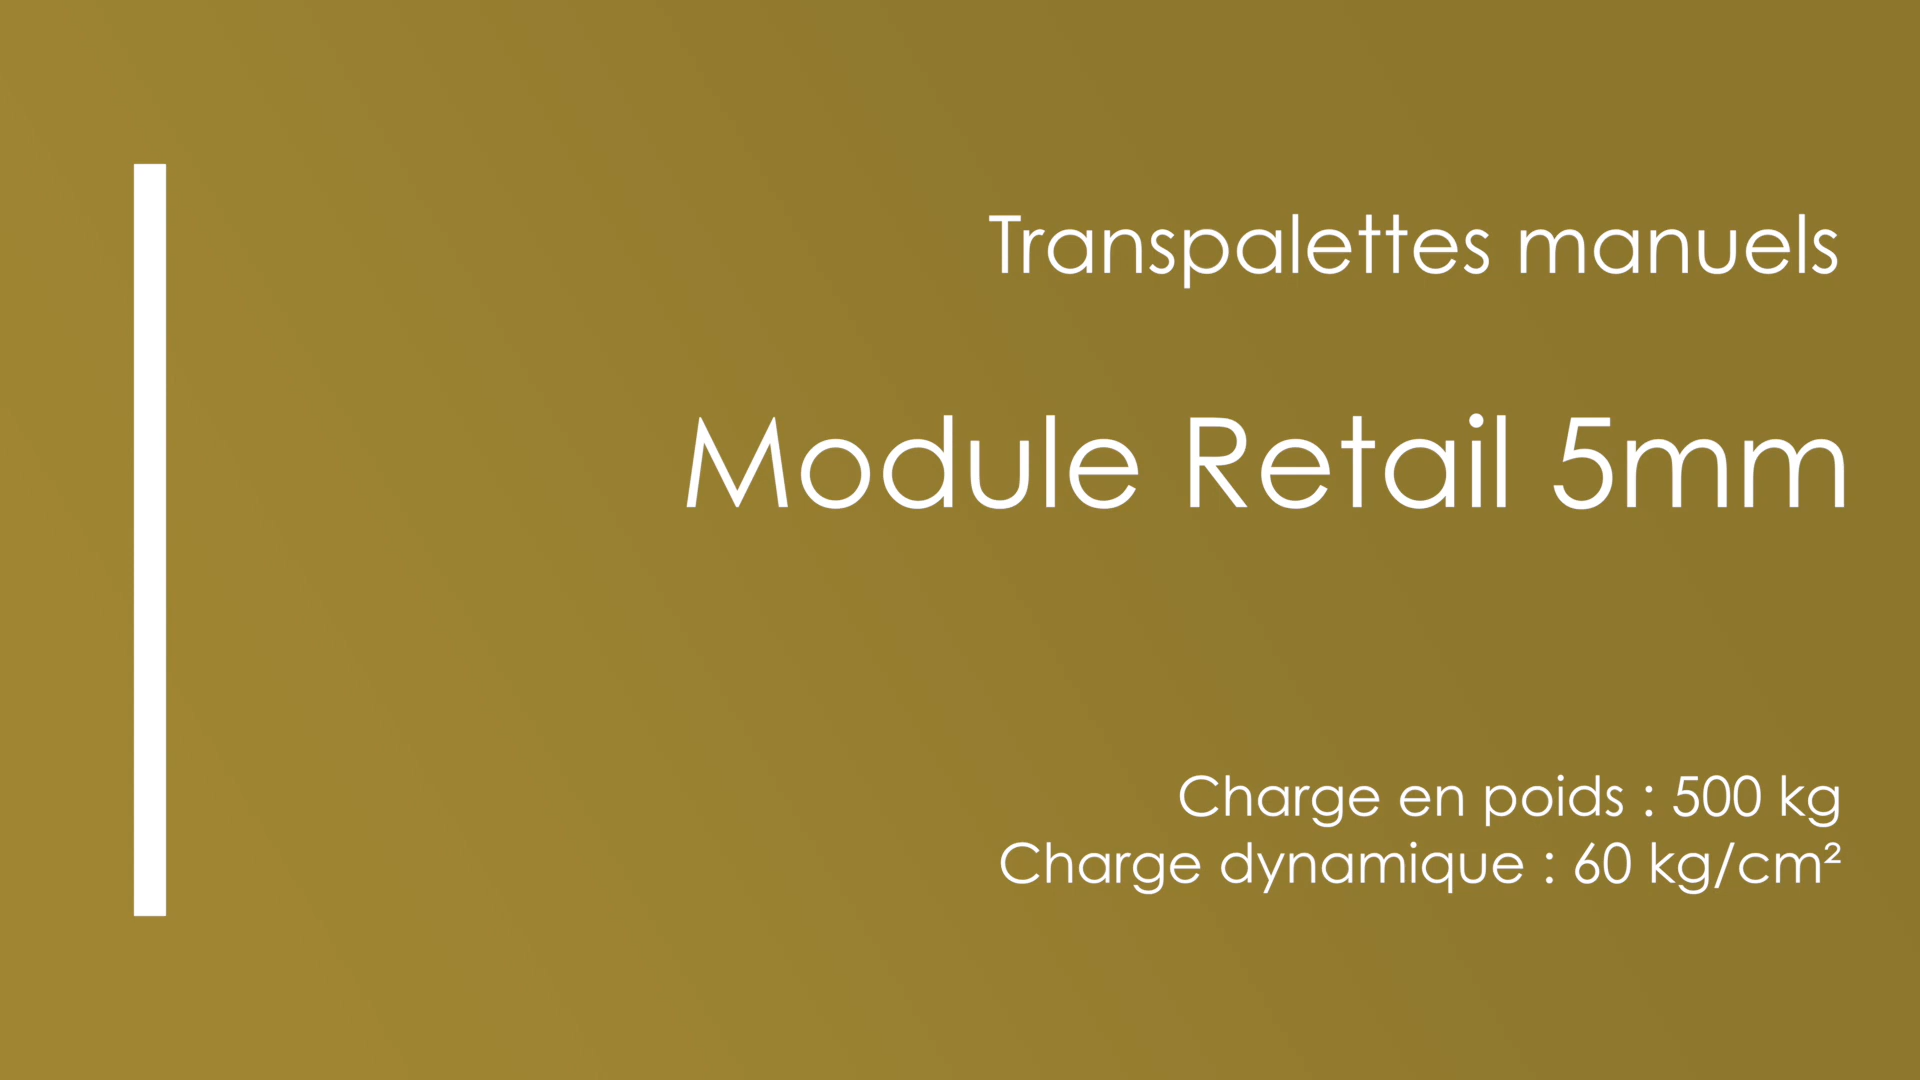 Transpalettes manuels
Module Retail 5mm
Charge en poids : 500 kg
Charge dynamique : 60 kg/cm²